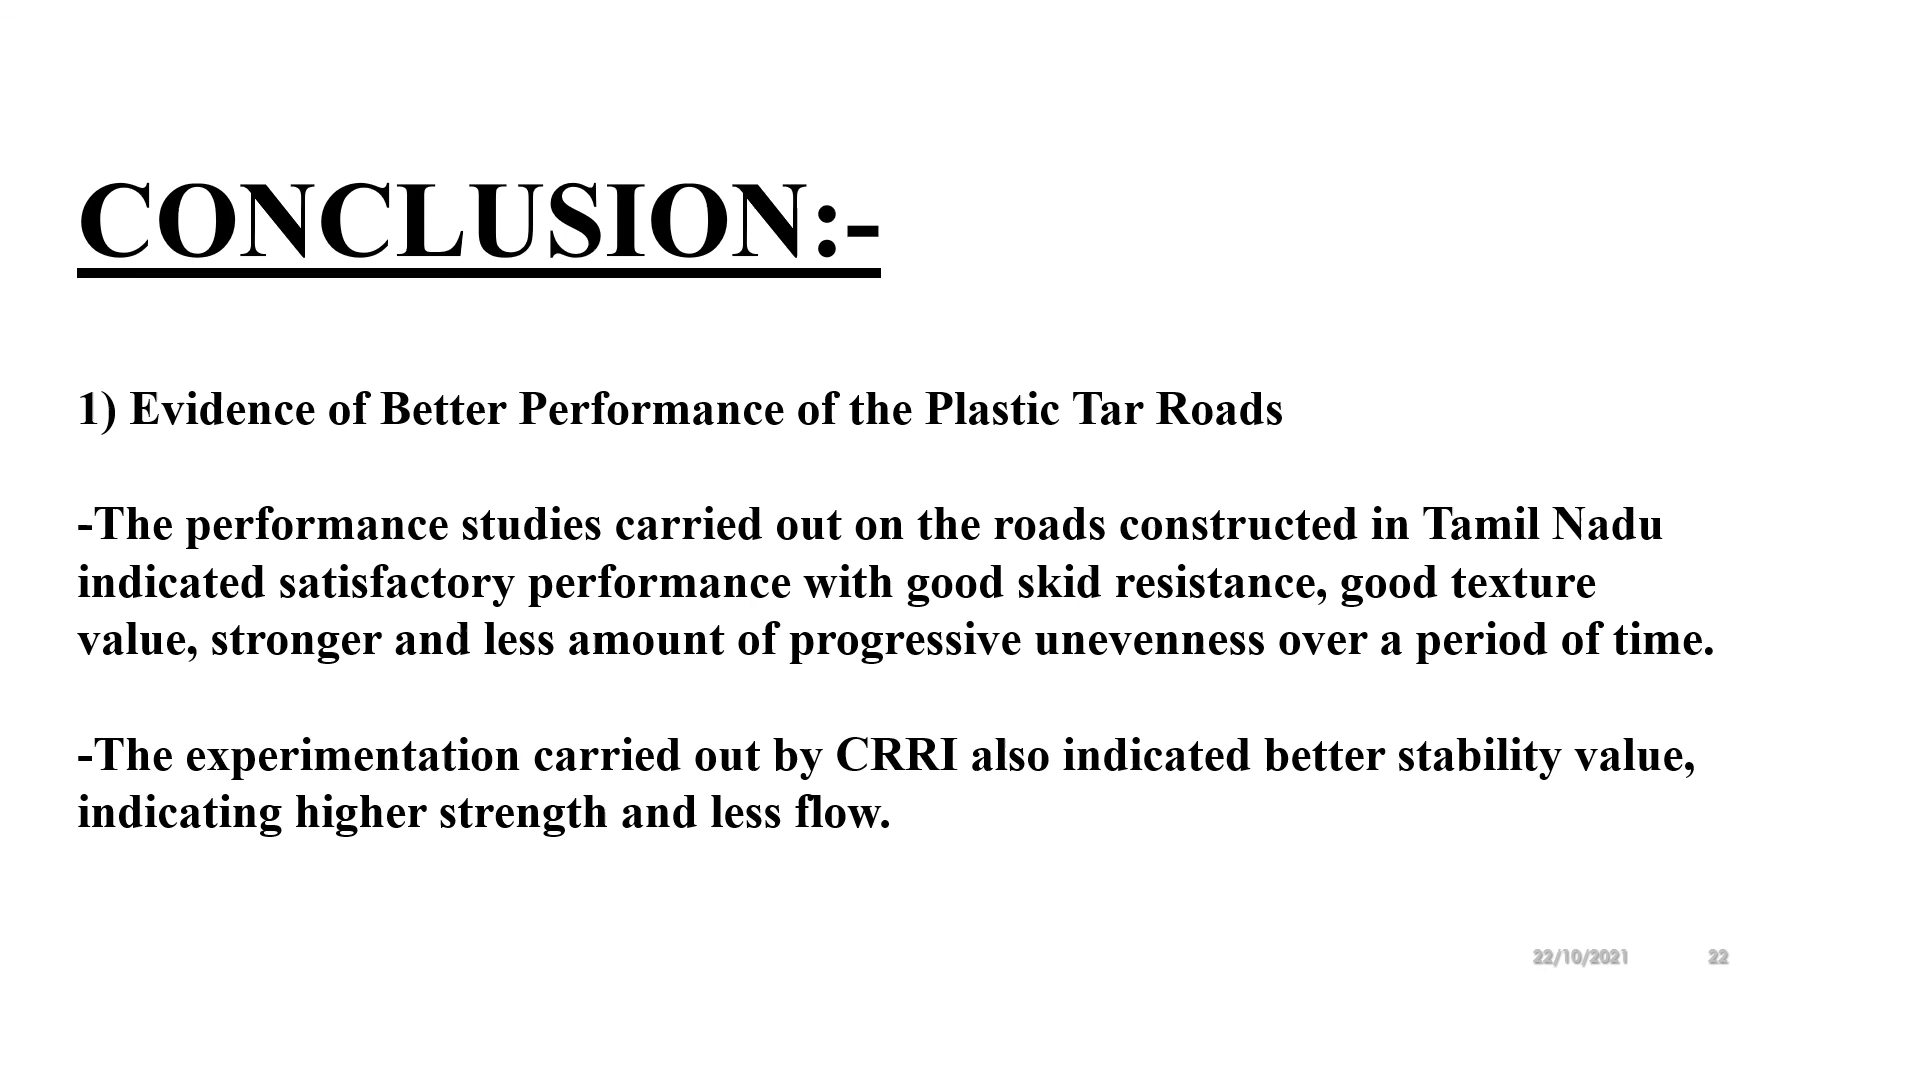 CONCLUSION:-
1) Evidence of Better Performance of the Plastic Tar Roads
-The performance studies carried out on the roads constructed in Tamil Nadu
indicated satisfactory performance with good skid resistance, good texture
value, stronger and less amount of progressive unevenness over a period of time.
-The experimentation carried out by CRRI also indicated better stability value,
indicating higher strength and less flow.
22/10/2021 22